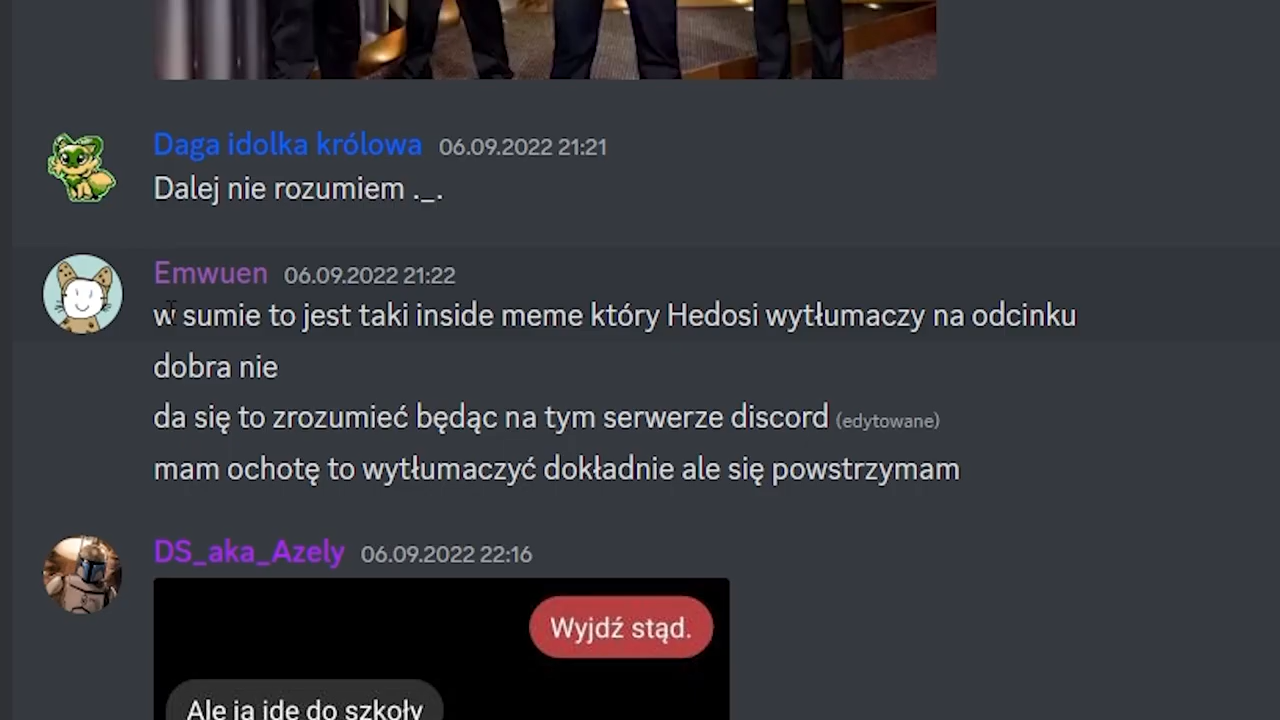 Daga idolka królowa 06.09.2022 21:21
Dalej nie rozumiem ._.
Emwuen 06.09.2022 21:22
w sumie to jest taki inside meme który Hedosi wytłumaczy na odcinku
dobra nie
da się to zrozumieć będąc na tym serwerze discord (edytowane)
mam ochotę to wytłumaczyć dokładnie ale się powstrzymam
DS_aka_Azely 06.09.2022 22:16
Wyjdź stąd.
Ale ja idę do szkoły